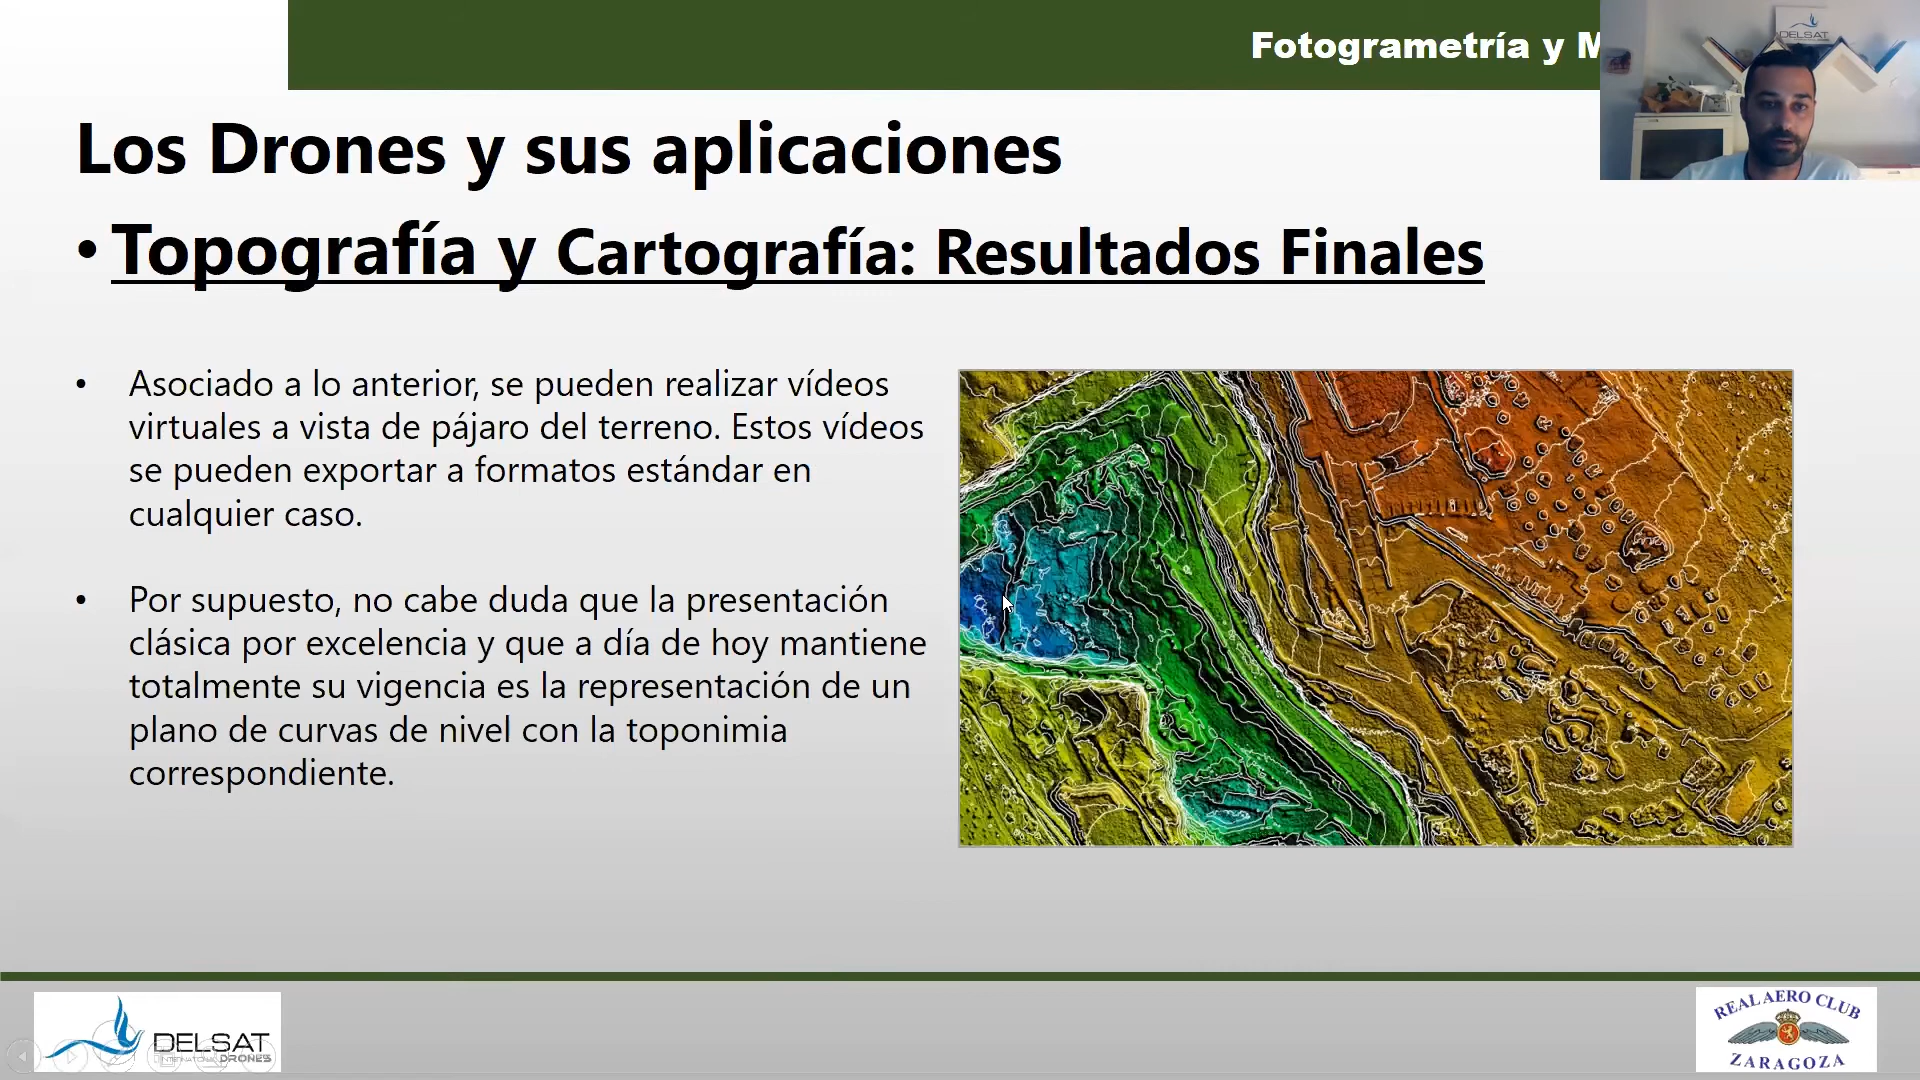 Fotogrametría y M
DELSAT
Los Drones y sus aplicaciones
• Topografía y Cartografía: Resultados Finales
• Asociado a lo anterior, se pueden realizar vídeos
virtuales a vista de pájaro del terreno. Estos vídeos
se pueden exportar a formatos estándar en
cualquier caso.
• Por supuesto, no cabe duda que la presentación
clásica por excelencia y que a día de hoy mantiene
totalmente su vigencia es la representación de un
plano de curvas de nivel con la toponimia
correspondiente.
DELSAT
INTERNATIONAL DRONES
REAL AERO CLUB
ZARAGOZA